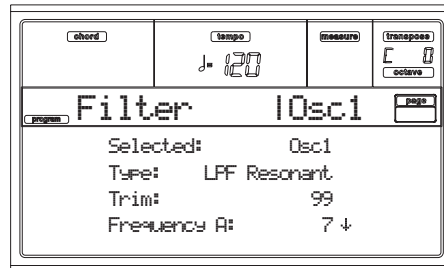 chord tempo measure transpose
♩= 120 C 0
octave
program Filter |Osc1 page
Selected: Osc1
Type: LPF Resonant
Trim: 99
Frequency A: 7 ↓